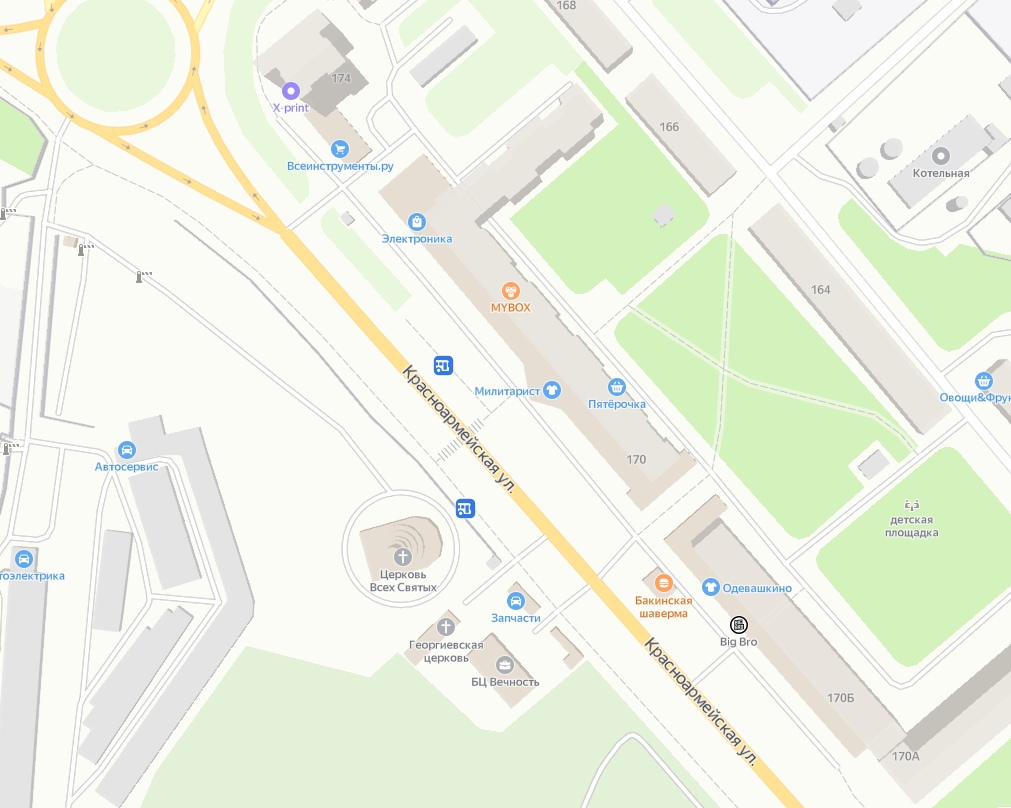 168
174
X-print
166
Всеинструменты.ру
Котельная
Электроника
164
MYBOX
Милитарист
Пятёрочка
Овощи&Фрук
Красноармейская ул.
170
Автосервис
детская
площадка
тоэлектрика
Церковь
Всех Святых
Запчасти
Бакинская
шаверма
Одевашкино
Георгиевская
церковь
Big Bro
БЦ Вечность
Красноармейская ул.
170Б
170А